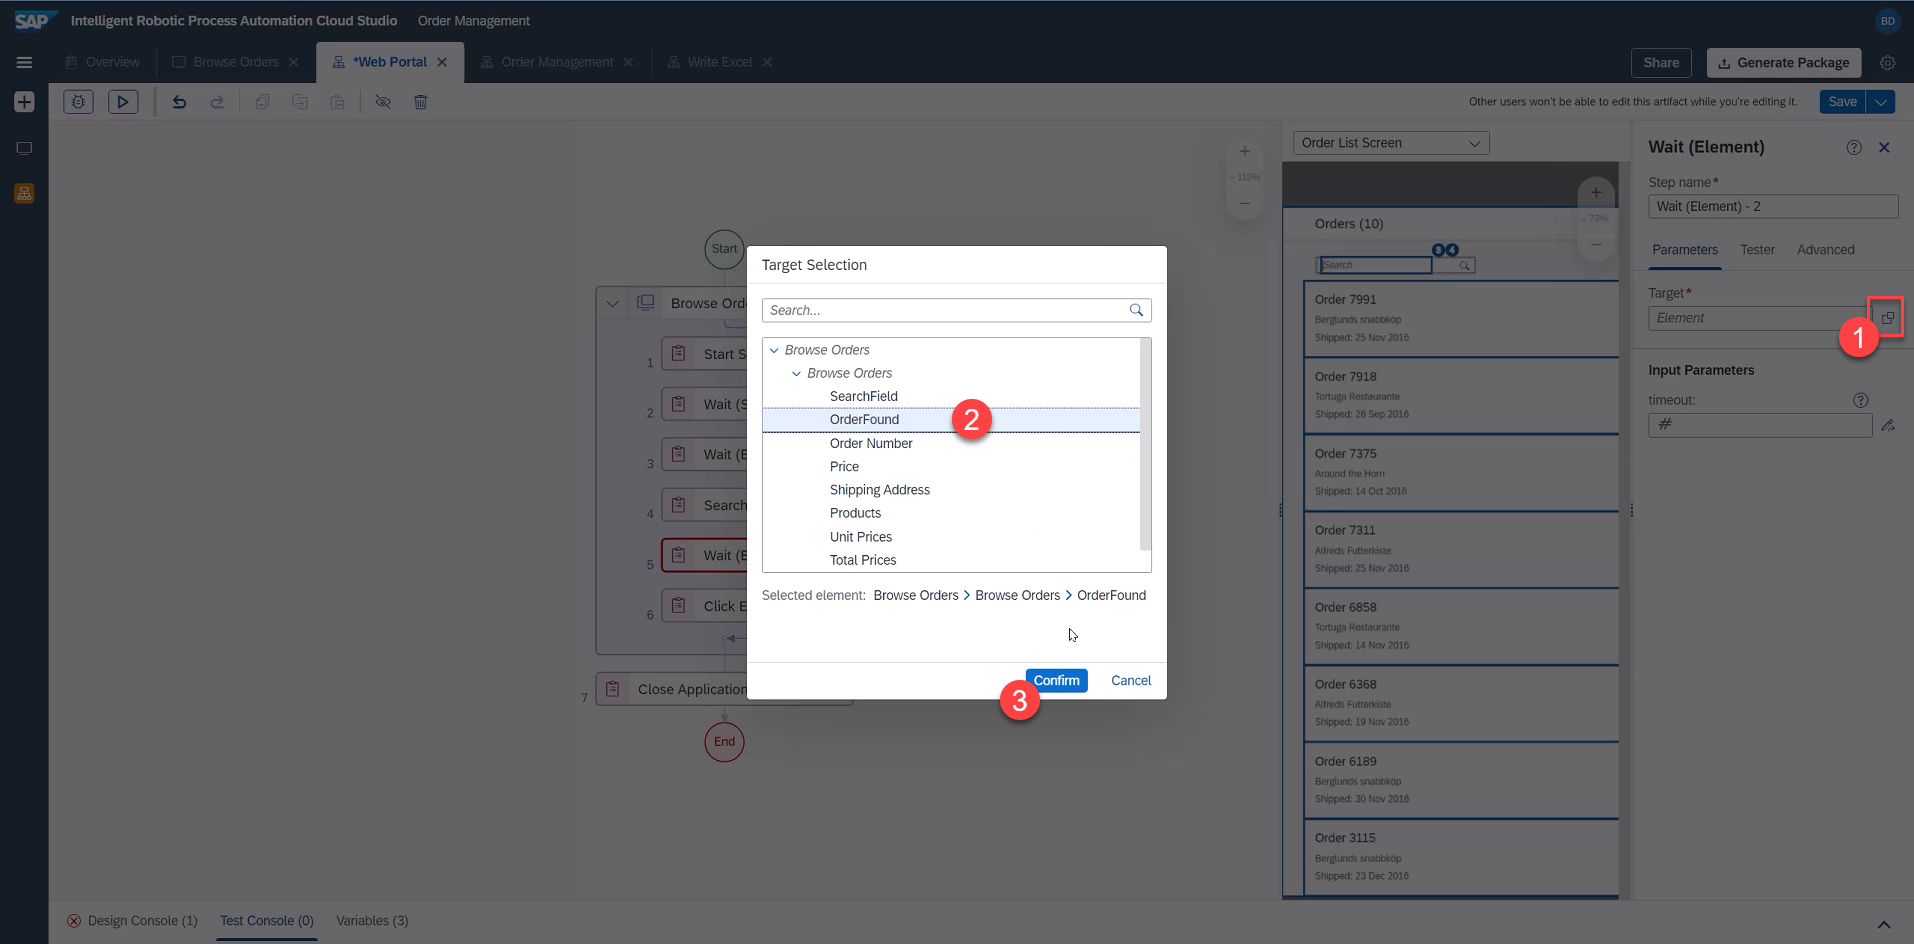 SAP Intelligent Robotic Process Automation Cloud Studio Order Management BD
Overview Browse Orders *Web Portal Order Management Write Excel Share Generate Package
Other users won't be able to edit this artifact while you're editing it. Save
110%
Start
Browse Ord
1 Start S
2 Wait (S
3 Wait (E
4 Search
5 Wait (E
6 Click E
7 Close Application
End
Target Selection
Search...
Browse Orders
Browse Orders
SearchField
OrderFound
2
Order Number
Price
Shipping Address
Products
Unit Prices
Total Prices
Selected element: Browse Orders > Browse Orders > OrderFound
Confirm Cancel
3
Order List Screen
73%
Orders (10)
3 4
Search
Order 7991
Berglunds snabbköp
Shipped: 25 Nov 2016
Order 7918
Tortuga Restaurante
Shipped: 26 Sep 2016
Order 7375
Around the Horn
Shipped: 14 Oct 2016
Order 7311
Alfreds Futterkiste
Shipped: 25 Nov 2016
Order 6858
Tortuga Restaurante
Shipped: 14 Nov 2016
Order 6368
Alfreds Futterkiste
Shipped: 19 Nov 2016
Order 6189
Berglunds snabbköp
Shipped: 30 Nov 2016
Order 3115
Berglunds snabbköp
Shipped: 23 Dec 2016
Wait (Element)
Step name*
Wait (Element) - 2
Parameters Tester Advanced
Target*
Element
1
Input Parameters
timeout:
#
Design Console (1) Test Console (0) Variables (3)